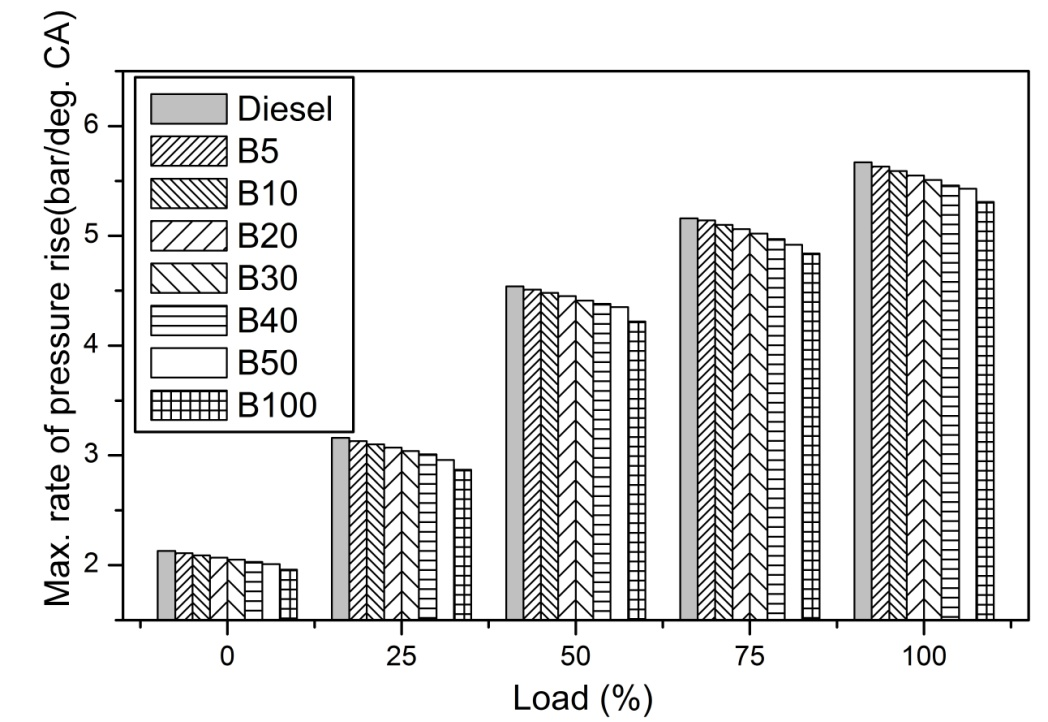 Max. rate of pressure rise(bar/deg. CA)
6
5
4
3
2
Diesel
B5
B10
B20
B30
B40
B50
B100
0 25 50 75 100
Load (%)